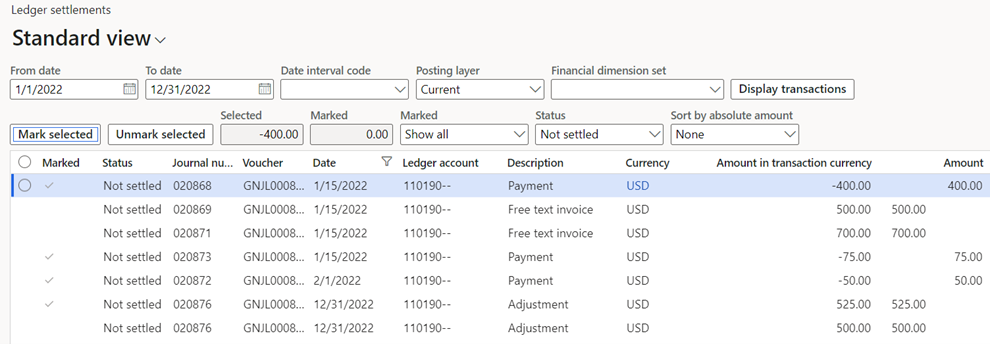 Ledger settlements
Standard view
From date To date Date interval code Posting layer Financial dimension set
1/1/2022 12/31/2022 Current Display transactions
Selected Marked Marked Status Sort by absolute amount
Mark selected Unmark selected -400.00 0.00 Show all Not settled None
Marked Status Journal nu... Voucher Date Ledger account Description Currency Amount in transaction currency Amount
Not settled 020868 GNJL0008... 1/15/2022 110190-- Payment USD -400.00 400.00
Not settled 020869 GNJL0008... 1/15/2022 110190-- Free text invoice USD 500.00 500.00
Not settled 020871 GNJL0008... 1/15/2022 110190-- Free text invoice USD 700.00 700.00
Not settled 020873 GNJL0008... 1/15/2022 110190-- Payment USD -75.00 75.00
Not settled 020872 GNJL0008... 2/1/2022 110190-- Payment USD -50.00 50.00
Not settled 020876 GNJL0008... 12/31/2022 110190-- Adjustment USD 525.00 525.00
Not settled 020876 GNJL0008... 12/31/2022 110190-- Adjustment USD 500.00 500.00